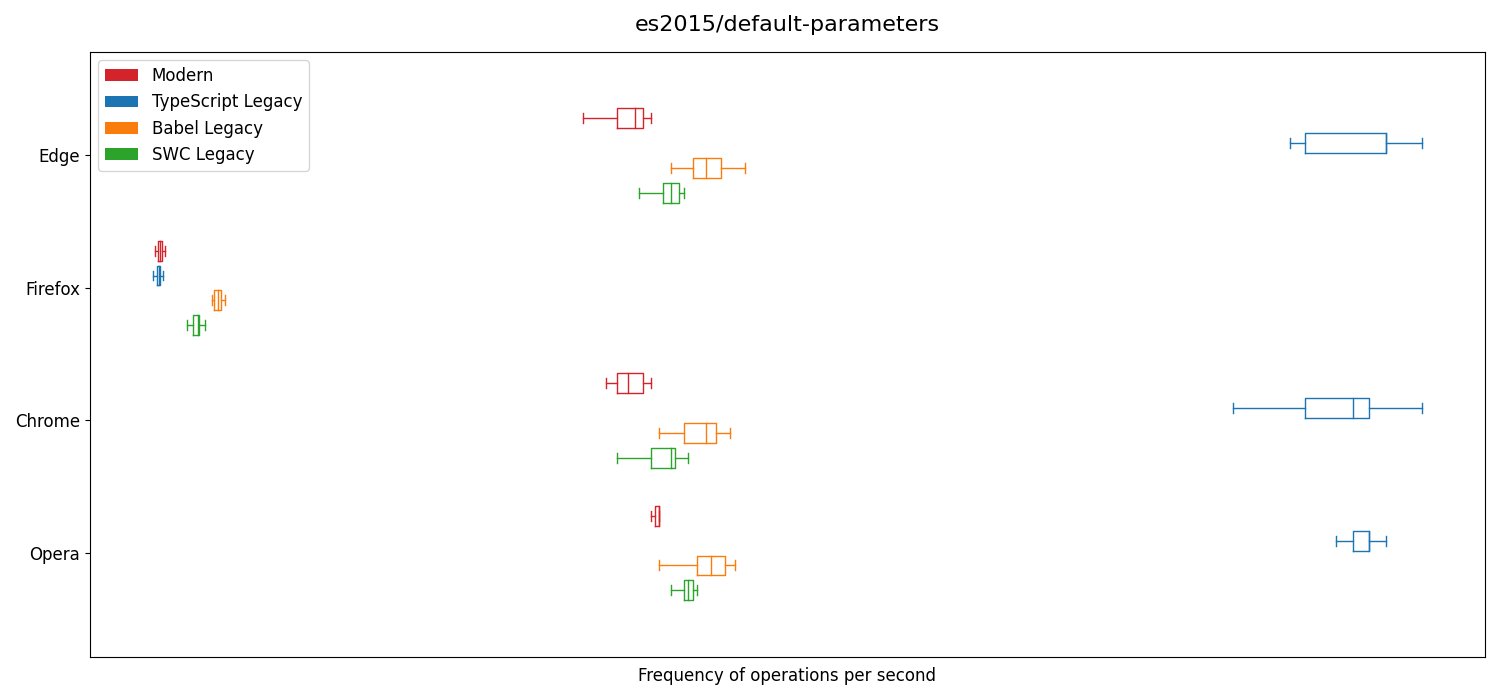 es2015/default-parameters
Modern
TypeScript Legacy
Babel Legacy
SWC Legacy
Edge
Firefox
Chrome
Opera
Frequency of operations per second